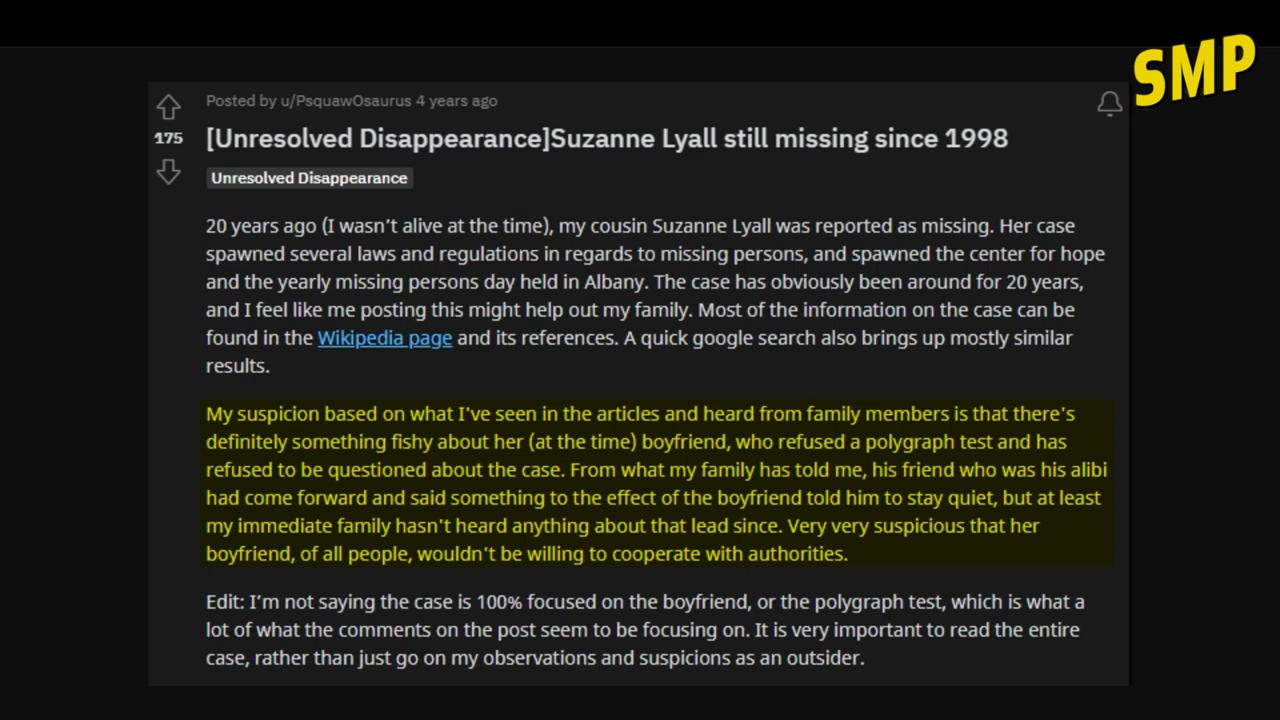 SMP
Posted by u/PsquawOsaurus 4 years ago
175
[Unresolved Disappearance]Suzanne Lyall still missing since 1998
Unresolved Disappearance
20 years ago (I wasn't alive at the time), my cousin Suzanne Lyall was reported as missing. Her case
spawned several laws and regulations in regards to missing persons, and spawned the center for hope
and the yearly missing persons day held in Albany. The case has obviously been around for 20 years,
and I feel like me posting this might help out my family. Most of the information on the case can be
found in the Wikipedia page and its references. A quick google search also brings up mostly similar
results.
My suspicion based on what I've seen in the articles and heard from family members is that there's
definitely something fishy about her (at the time) boyfriend, who refused a polygraph test and has
refused to be questioned about the case. From what my family has told me, his friend who was his alibi
had come forward and said something to the effect of the boyfriend told him to stay quiet, but at least
my immediate family hasn't heard anything about that lead since. Very very suspicious that her
boyfriend, of all people, wouldn't be willing to cooperate with authorities.
Edit: I'm not saying the case is 100% focused on the boyfriend, or the polygraph test, which is what a
lot of what the comments on the post seem to be focusing on. It is very important to read the entire
case, rather than just go on my observations and suspicions as an outsider.